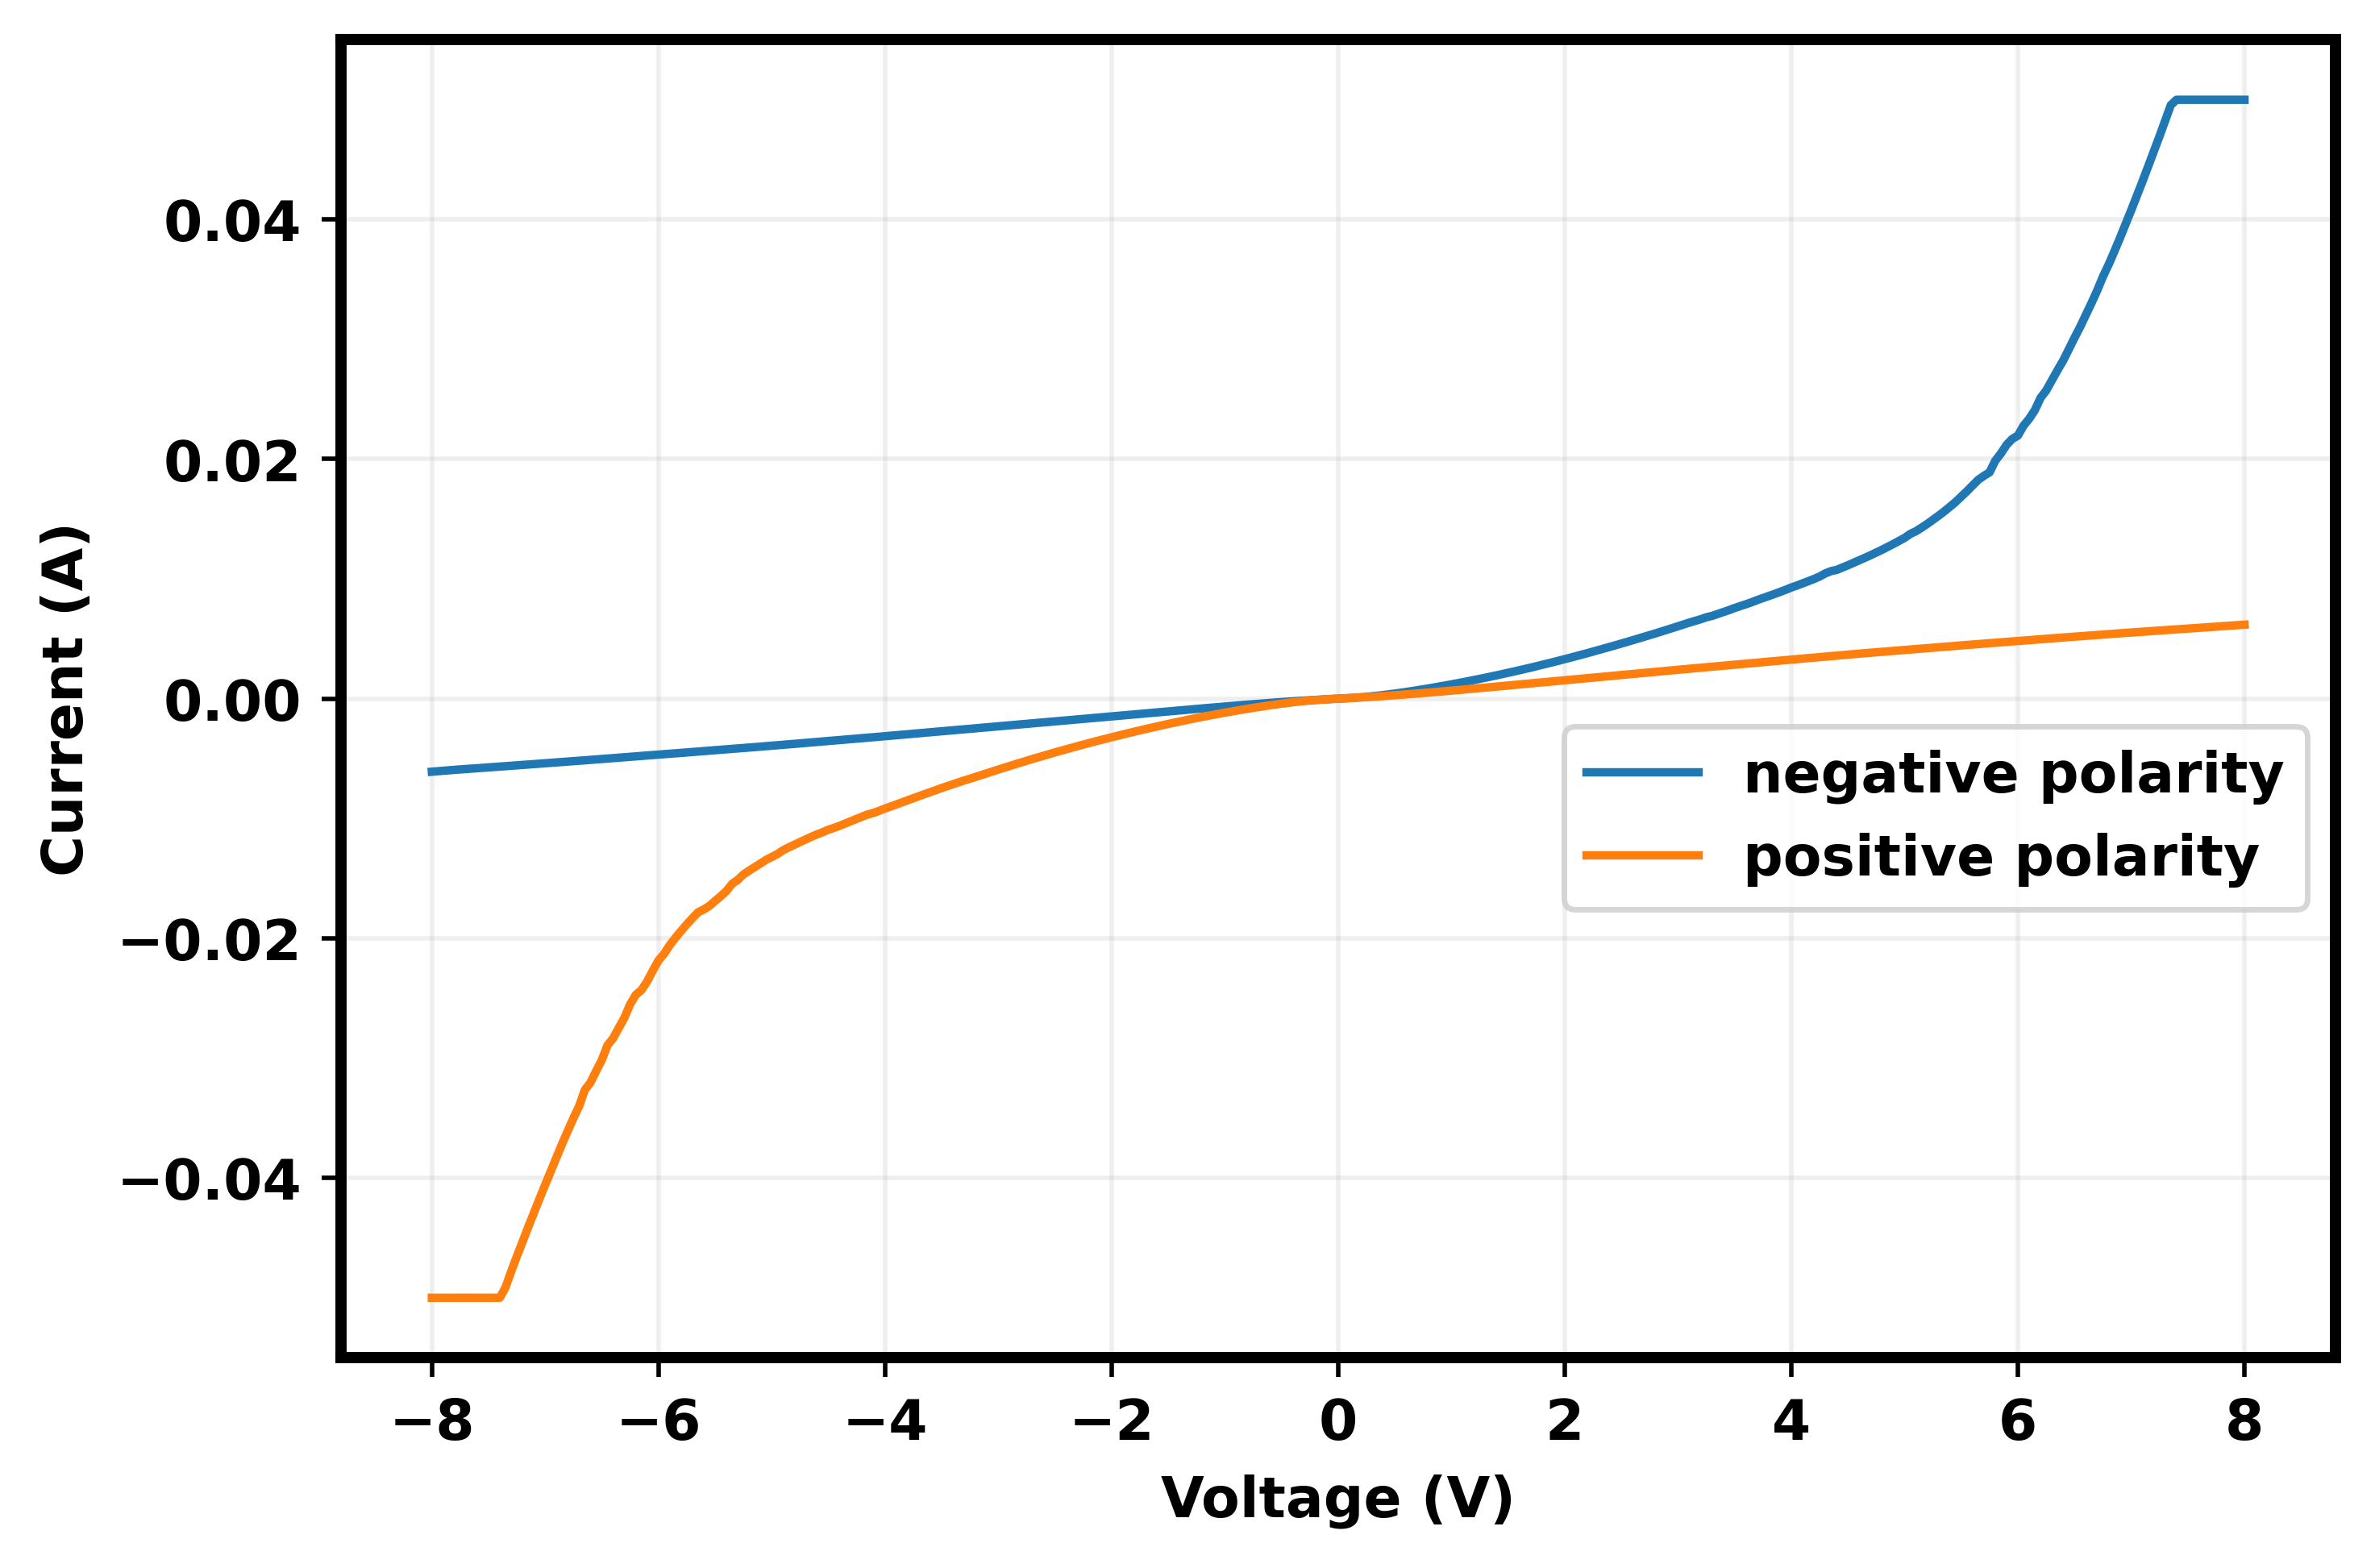 0.04
0.02
0.00
−0.02
−0.04
Current (A)
negative polarity
positive polarity
−8 −6 −4 −2 0 2 4 6 8
Voltage (V)